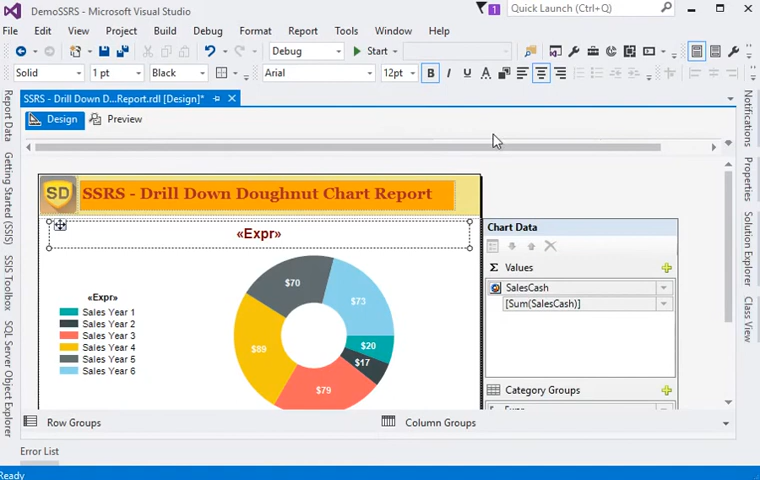 DemoSSRS - Microsoft Visual Studio
1
Quick Launch (Ctrl+Q)
File Edit View Project Build Debug Format Report Tools Window Help
Debug Start
Solid 1 pt Black Arial 12pt B I U A
SSRS - Drill Down D...Report.rdl [Design]*
Design Preview
Report Data
Getting Started (SSIS)
SSIS Toolbox
SQL Server Object Explorer
SD SSRS - Drill Down Doughnut Chart Report
«Expr»
«Expr»
Sales Year 1
Sales Year 2
Sales Year 3
Sales Year 4
Sales Year 5
Sales Year 6
$70
$73
$20
$17
$89
$79
Chart Data
Σ Values
SalesCash
[Sum(SalesCash)]
Category Groups
Notifications
Properties
Solution Explorer
Class View
Row Groups
Column Groups
Error List
Ready